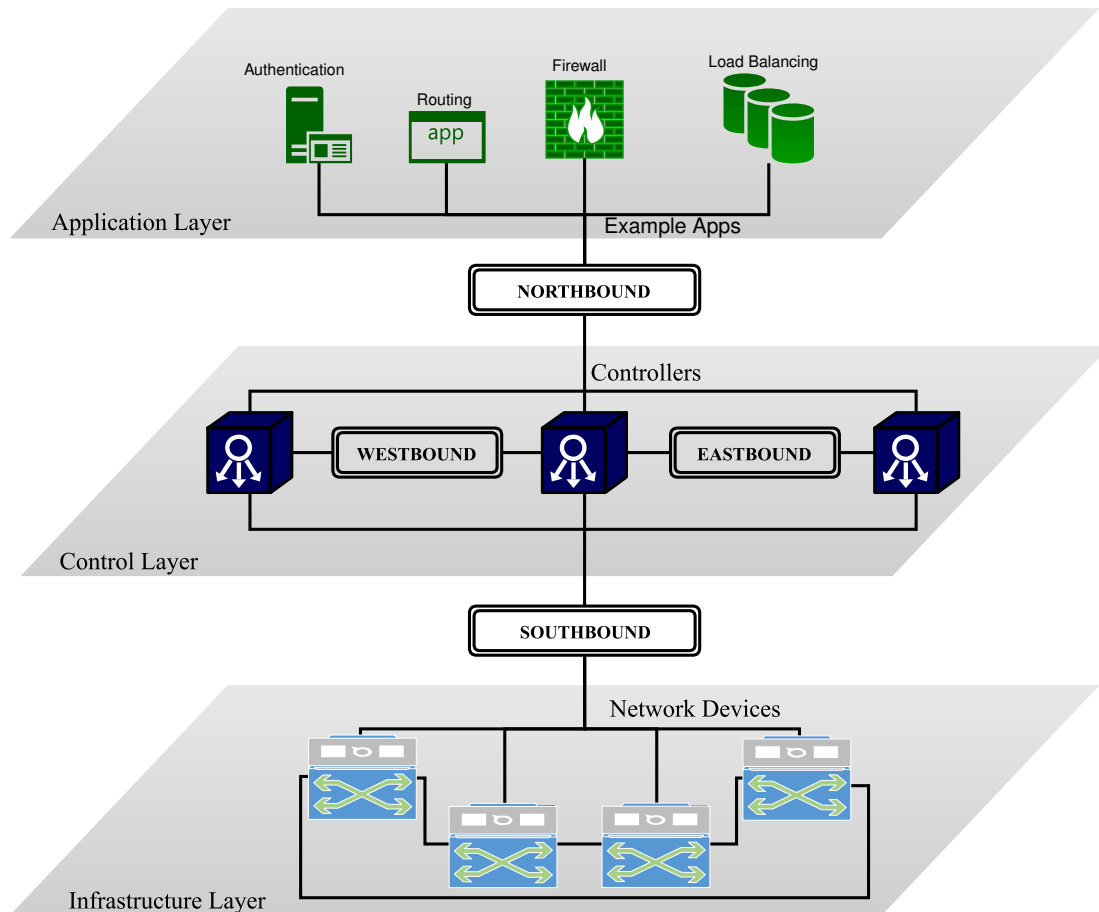 Authentication
Routing
app
Firewall
Load Balancing
Application Layer
Example Apps
NORTHBOUND
Controllers
WESTBOUND
EASTBOUND
Control Layer
SOUTHBOUND
Network Devices
Infrastructure Layer